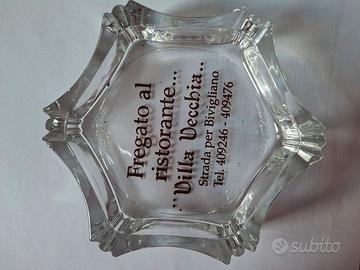 Fregato al
ristorante...
...Villa Vecchia..
Strada per Bivigliano
Tel. 409246 - 409476
subito